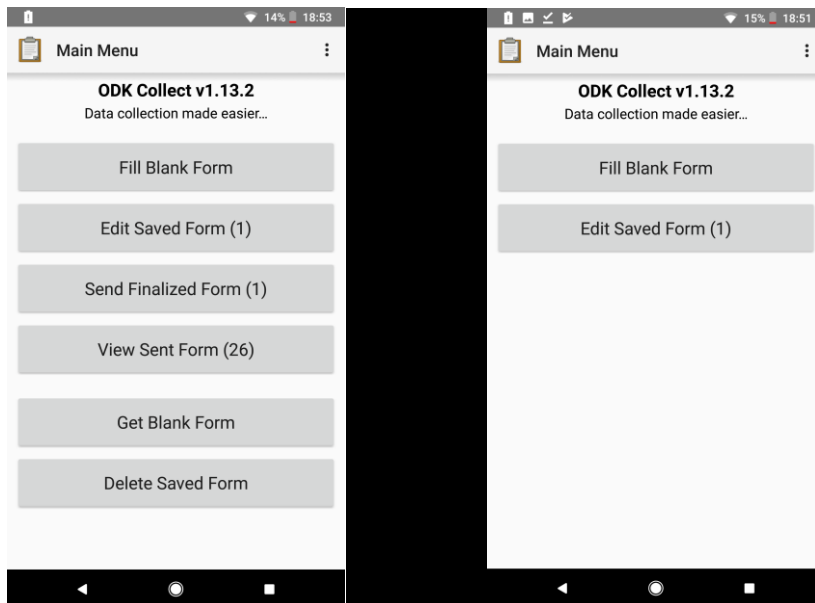 14% 18:53
Main Menu
ODK Collect v1.13.2
Data collection made easier...
Fill Blank Form
Edit Saved Form (1)
Send Finalized Form (1)
View Sent Form (26)
Get Blank Form
Delete Saved Form
15% 18:51
Main Menu
ODK Collect v1.13.2
Data collection made easier...
Fill Blank Form
Edit Saved Form (1)